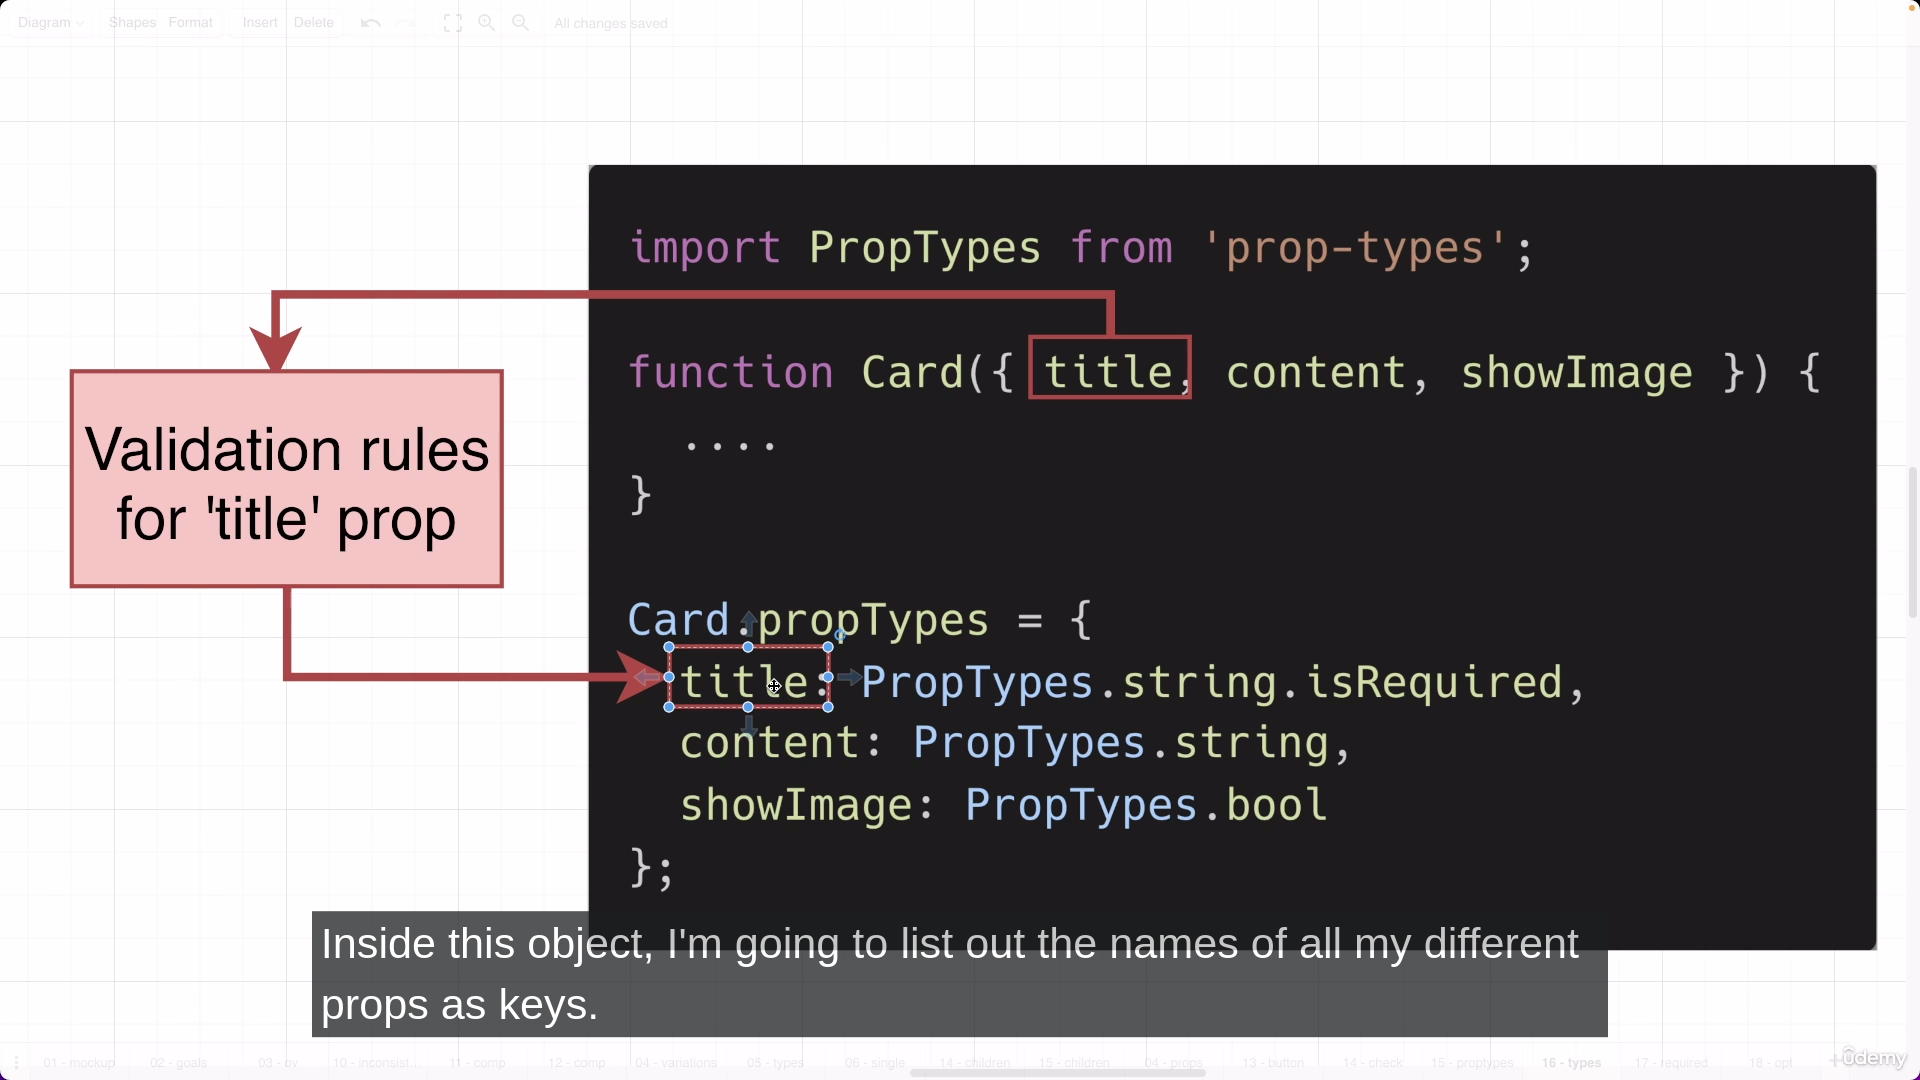 Diagram Shapes Format Insert Delete All changes saved
import PropTypes from 'prop-types';
function Card({ title, content, showImage }) {
....
}
Validation rules
for 'title' prop
Card.propTypes = {
title: PropTypes.string.isRequired,
content: PropTypes.string,
showImage: PropTypes.bool
};
Inside this object, I'm going to list out the names of all my different
props as keys.
01 - mockup 02 - goals 03 - ov 10 - inconsist... 11 - comp 12 - comp 04 - variations 05 - types 06 - single 14 - children 15 - children 04 - props 13 - button 14 - check 15 - proptypes 16 - types 17 - required 18 - opt
ûdemy